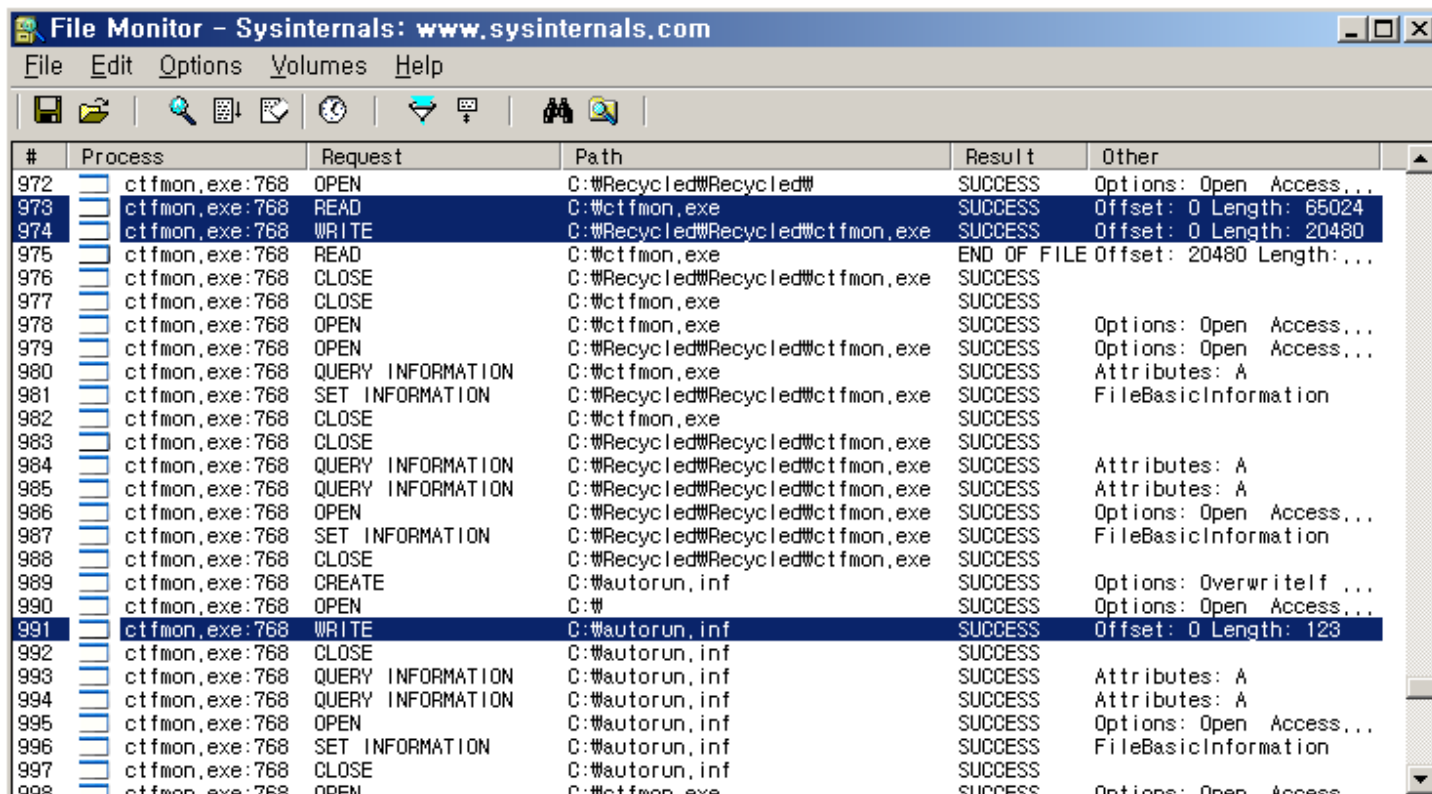 File Monitor - Sysinternals: www.sysinternals.com
File Edit Options Volumes Help
# Process Request Path Result Other
972 ctfmon.exe:768 OPEN C:₩Recycled₩Recycled₩ SUCCESS Options: Open Access...
973 ctfmon.exe:768 READ C:₩ctfmon.exe SUCCESS Offset: 0 Length: 65024
974 ctfmon.exe:768 WRITE C:₩Recycled₩Recycled₩ctfmon.exe SUCCESS Offset: 0 Length: 20480
975 ctfmon.exe:768 READ C:₩ctfmon.exe END OF FILE Offset: 20480 Length:...
976 ctfmon.exe:768 CLOSE C:₩Recycled₩Recycled₩ctfmon.exe SUCCESS
977 ctfmon.exe:768 CLOSE C:₩ctfmon.exe SUCCESS
978 ctfmon.exe:768 OPEN C:₩ctfmon.exe SUCCESS Options: Open Access...
979 ctfmon.exe:768 OPEN C:₩Recycled₩Recycled₩ctfmon.exe SUCCESS Options: Open Access...
980 ctfmon.exe:768 QUERY INFORMATION C:₩ctfmon.exe SUCCESS Attributes: A
981 ctfmon.exe:768 SET INFORMATION C:₩Recycled₩Recycled₩ctfmon.exe SUCCESS FileBasicInformation
982 ctfmon.exe:768 CLOSE C:₩ctfmon.exe SUCCESS
983 ctfmon.exe:768 CLOSE C:₩Recycled₩Recycled₩ctfmon.exe SUCCESS
984 ctfmon.exe:768 QUERY INFORMATION C:₩Recycled₩Recycled₩ctfmon.exe SUCCESS Attributes: A
985 ctfmon.exe:768 QUERY INFORMATION C:₩Recycled₩Recycled₩ctfmon.exe SUCCESS Attributes: A
986 ctfmon.exe:768 OPEN C:₩Recycled₩Recycled₩ctfmon.exe SUCCESS Options: Open Access...
987 ctfmon.exe:768 SET INFORMATION C:₩Recycled₩Recycled₩ctfmon.exe SUCCESS FileBasicInformation
988 ctfmon.exe:768 CLOSE C:₩Recycled₩Recycled₩ctfmon.exe SUCCESS
989 ctfmon.exe:768 CREATE C:₩autorun.inf SUCCESS Options: OverwriteIf ...
990 ctfmon.exe:768 OPEN C:₩ SUCCESS Options: Open Access...
991 ctfmon.exe:768 WRITE C:₩autorun.inf SUCCESS Offset: 0 Length: 123
992 ctfmon.exe:768 CLOSE C:₩autorun.inf SUCCESS
993 ctfmon.exe:768 QUERY INFORMATION C:₩autorun.inf SUCCESS Attributes: A
994 ctfmon.exe:768 QUERY INFORMATION C:₩autorun.inf SUCCESS Attributes: A
995 ctfmon.exe:768 OPEN C:₩autorun.inf SUCCESS Options: Open Access...
996 ctfmon.exe:768 SET INFORMATION C:₩autorun.inf SUCCESS FileBasicInformation
997 ctfmon.exe:768 CLOSE C:₩autorun.inf SUCCESS
998 ctfmon.exe:768 OPEN C:₩ctfmon.exe SUCCESS Options: Open Access